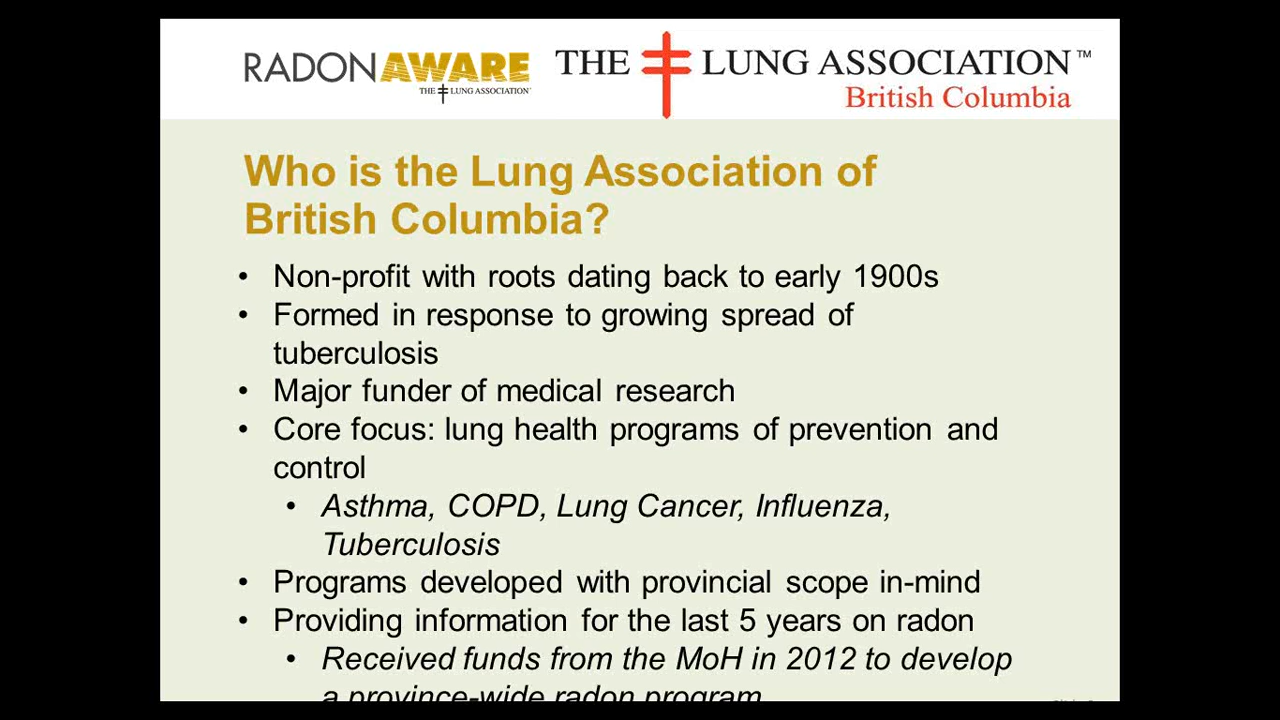 RADONAWARE
THE LUNG ASSOCIATION
THE LUNG ASSOCIATION™
British Columbia
Who is the Lung Association of
British Columbia?
• Non-profit with roots dating back to early 1900s
• Formed in response to growing spread of
tuberculosis
• Major funder of medical research
• Core focus: lung health programs of prevention and
control
• Asthma, COPD, Lung Cancer, Influenza,
Tuberculosis
• Programs developed with provincial scope in-mind
• Providing information for the last 5 years on radon
• Received funds from the MoH in 2012 to develop
a province-wide radon program